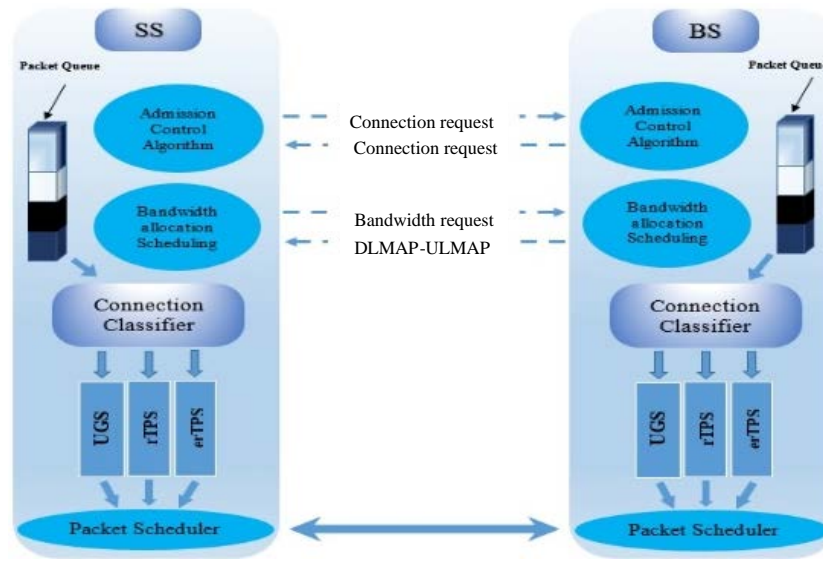 SS
Packet Queue
Admission
Control
Algorithm
Bandwidth
allocation
Scheduling
Connection
Classifier
UGS
rTPS
erTPS
Packet Scheduler
Connection request
Connection request
Bandwidth request
DLMAP-ULMAP
BS
Packet Queue
Admission
Control
Algorithm
Bandwidth
allocation
Scheduling
Connection
Classifier
UGS
rTPS
erTPS
Packet Scheduler